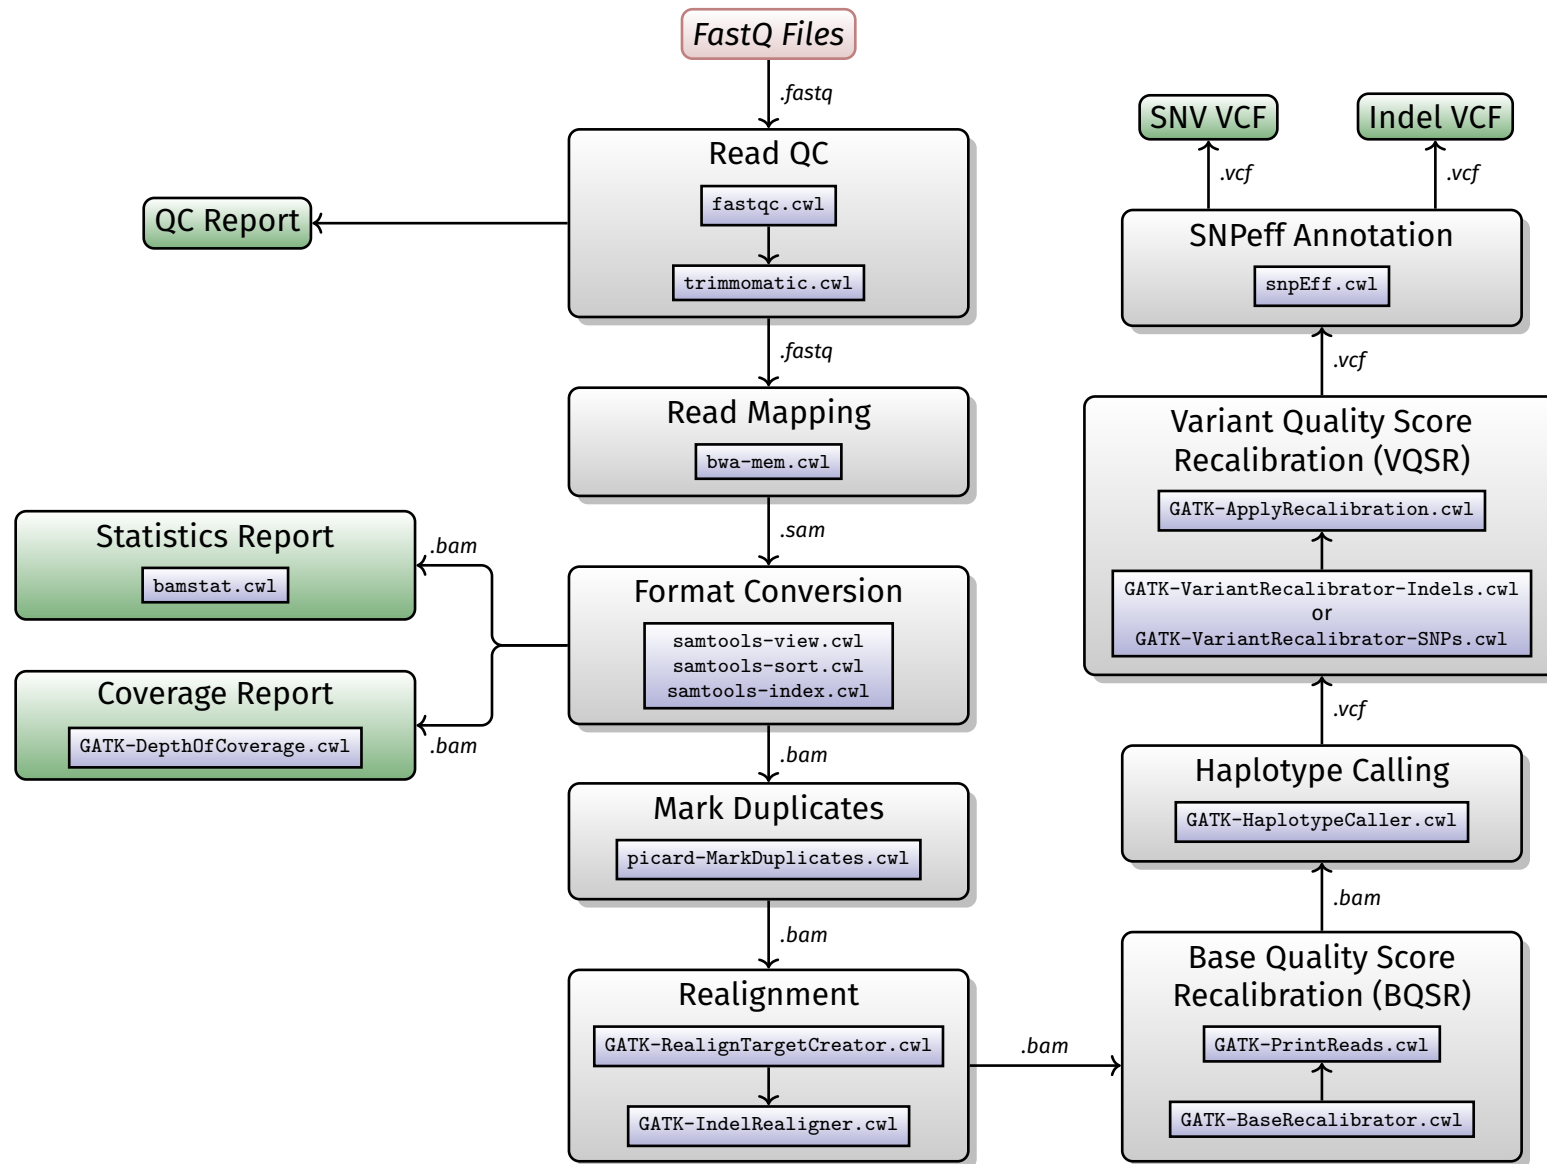 FastQ Files
.fastq
Read QC
fastqc.cwl
trimmomatic.cwl
QC Report
.fastq
Read Mapping
bwa-mem.cwl
.sam
Format Conversion
samtools-view.cwl
samtools-sort.cwl
samtools-index.cwl
.bam
Statistics Report
bamstat.cwl
.bam
Coverage Report
GATK-DepthOfCoverage.cwl
.bam
Mark Duplicates
picard-MarkDuplicates.cwl
.bam
Realignment
GATK-RealignTargetCreator.cwl
GATK-IndelRealigner.cwl
.bam
Base Quality Score
Recalibration (BQSR)
GATK-PrintReads.cwl
GATK-BaseRecalibrator.cwl
.bam
Haplotype Calling
GATK-HaplotypeCaller.cwl
.vcf
Variant Quality Score
Recalibration (VQSR)
GATK-ApplyRecalibration.cwl
GATK-VariantRecalibrator-Indels.cwl
or
GATK-VariantRecalibrator-SNPs.cwl
.vcf
SNPeff Annotation
snpEff.cwl
.vcf
.vcf
SNV VCF
Indel VCF